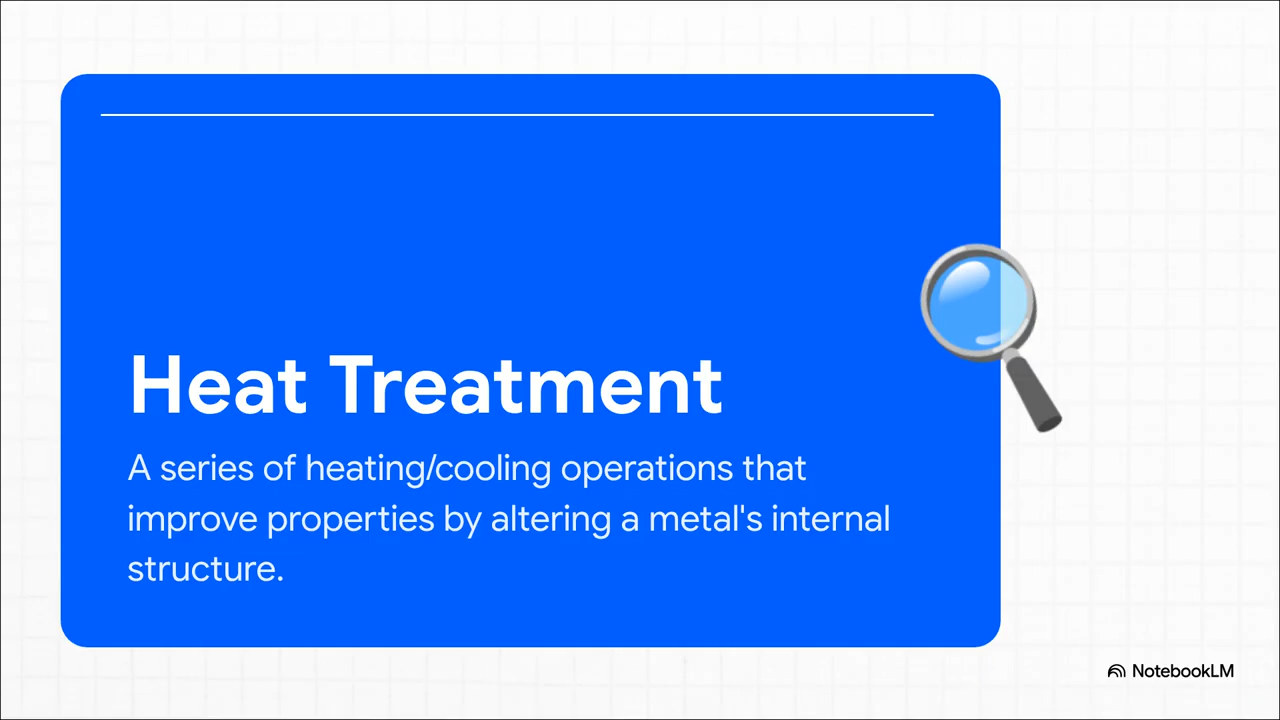 Heat Treatment
A series of heating/cooling operations that
improve properties by altering a metal's internal
structure.
NotebookLM